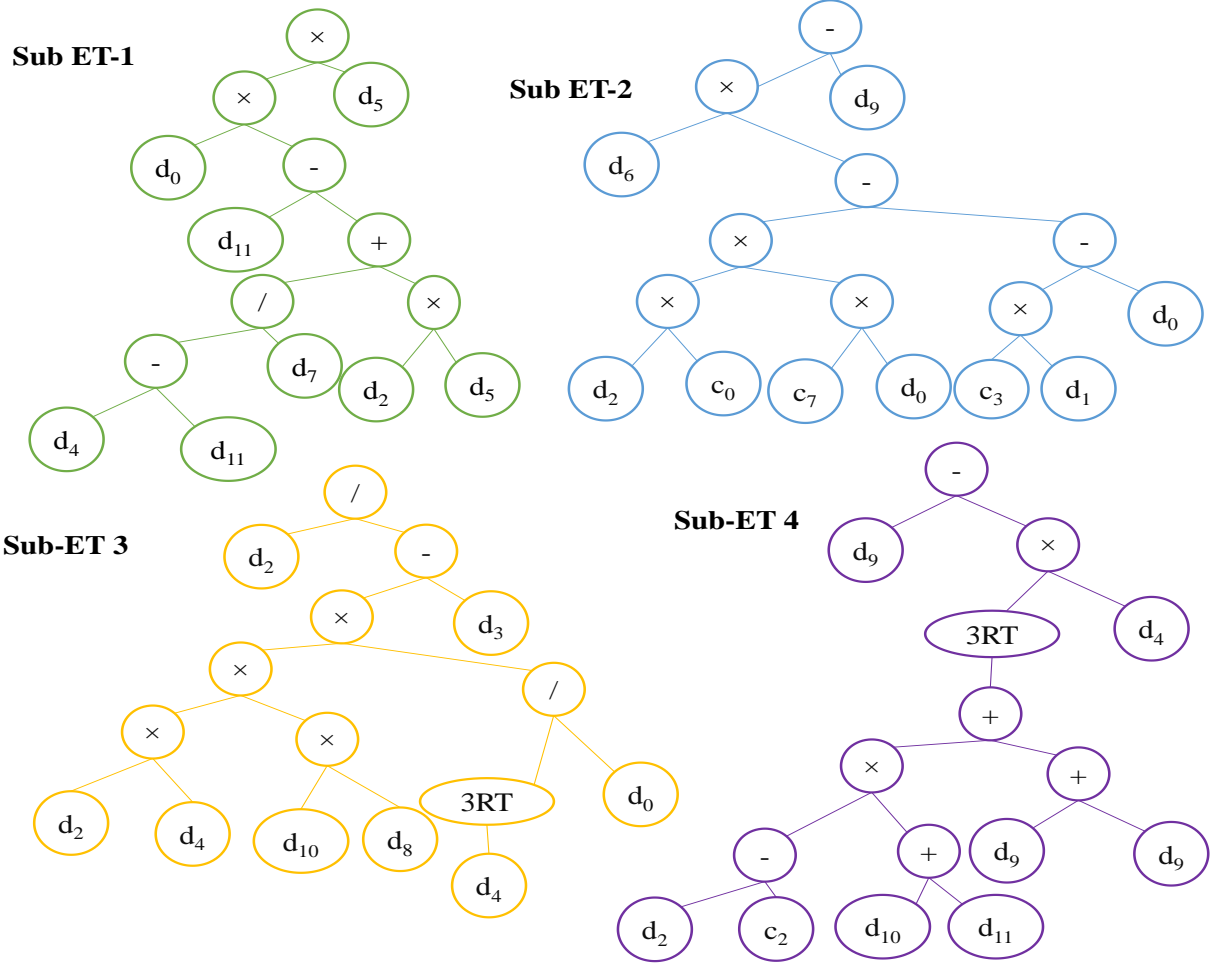 Sub ET-1
×
×
d₅
d₀
-
d₁₁
+
/
×
-
d₇
d₂
d₅
d₄
d₁₁
Sub ET-2
-
×
d₉
d₆
-
×
-
×
×
×
d₀
d₂
c₀
c₇
d₀
c₃
d₁
Sub-ET 3
/
d₂
-
×
d₃
×
/
×
×
3RT
d₀
d₂
d₄
d₁₀
d₈
d₄
Sub-ET 4
-
d₉
×
3RT
d₄
+
×
+
-
+
d₉
d₉
d₂
c₂
d₁₀
d₁₁